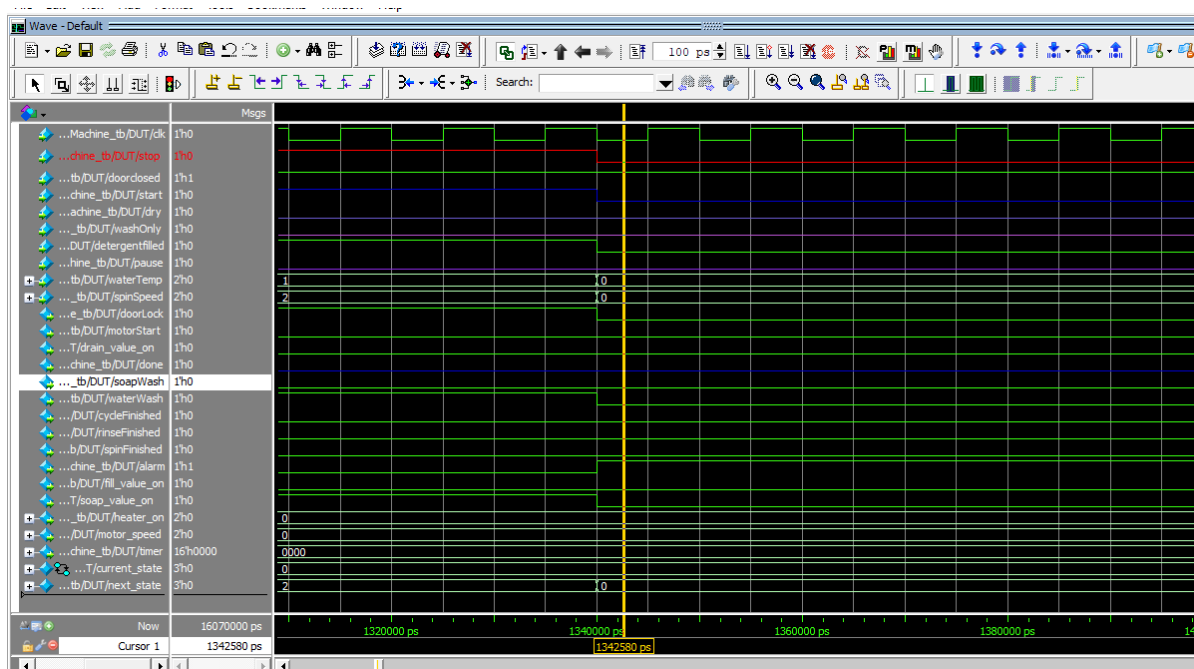 Wave - Default
100 ps
Search:
Msgs
...Machine_tb/DUT/clk 1'h0
...chine_tb/DUT/stop 1'h0
...tb/DUT/doorclosed 1'h1
...chine_tb/DUT/start 1'h0
...achine_tb/DUT/dry 1'h0
..._tb/DUT/washOnly 1'h0
...DUT/detergentfilled 1'h0
...hine_tb/DUT/pause 1'h0
...tb/DUT/waterTemp 2'h0 1 0
..._tb/DUT/spinSpeed 2'h0 2 0
...e_tb/DUT/doorLock 1'h0
...tb/DUT/motorStart 1'h0
...T/drain_value_on 1'h0
...chine_tb/DUT/done 1'h0
..._tb/DUT/soapWash 1'h0
...tb/DUT/waterWash 1'h0
.../DUT/cycleFinished 1'h0
.../DUT/rinseFinished 1'h0
...b/DUT/spinFinished 1'h0
...chine_tb/DUT/alarm 1'h1
...b/DUT/fill_value_on 1'h0
...T/soap_value_on 1'h0
..._tb/DUT/heater_on 2'h0 0
.../DUT/motor_speed 2'h0 0
...chine_tb/DUT/timer 16'h0000 0000
...T/current_state 3'h0 0
...tb/DUT/next_state 3'h0 2 0
Now 16070000 ps 1320000 ps 1340000 ps 1360000 ps 1380000 ps
Cursor 1 1342580 ps 1342580 ps